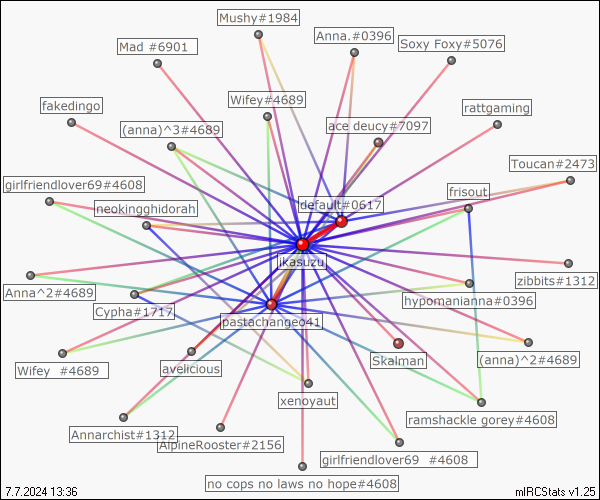 Mushy#1984
Anna.#0396
Mad #6901
Soxy Foxy#5076
fakedingo
Wifey#4689
rattgaming
(anna)^3#4689
ace deucy#7097
Toucan#2473
girlfriendlover69#4608
frisout
neokingghidorah
default#0617
ikasuzu
zibbits#1312
Anna^2#4689
hypomanianna#0396
Cypha#1717
pastachangeo41
Skalman
(anna)^2#4689
Wifey #4689
avelicious
xenoyaut
ramshackle gorey#4608
Annarchist#1312
AlpineRooster#2156
girlfriendlover69 #4608
no cops no laws no hope#4608
7.7.2024 13:36
mIRCStats v1.25